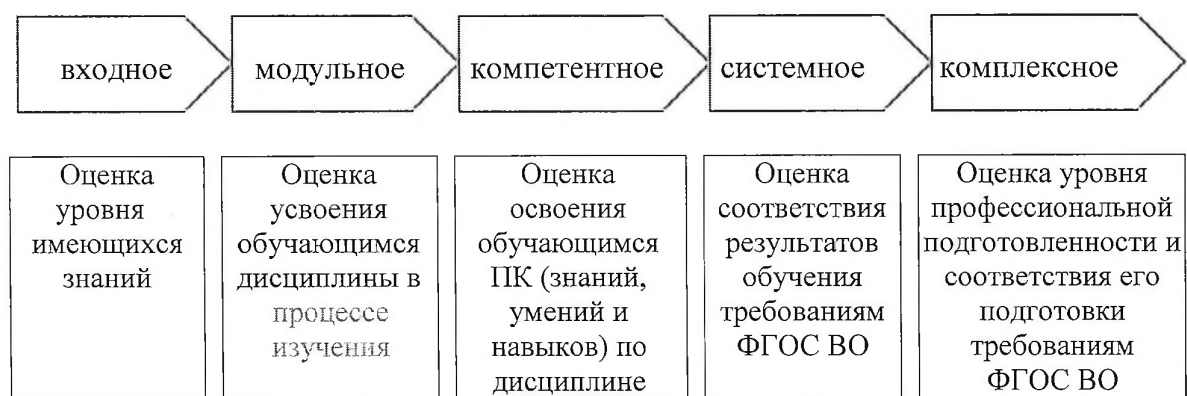 входное
модульное
компетентное
системное
комплексное
Оценка
уровня
имеющихся
знаний
Оценка
усвоения
обучающимся
дисциплины в
процессе
изучения
Оценка
освоения
обучающимся
ПК (знаний,
умений и
навыков) по
дисциплине
Оценка
соответствия
результатов
обучения
требованиям
ФГОС ВО
Оценка уровня
профессиональной
подготовленности и
соответствия его
подготовки
требованиям
ФГОС ВО